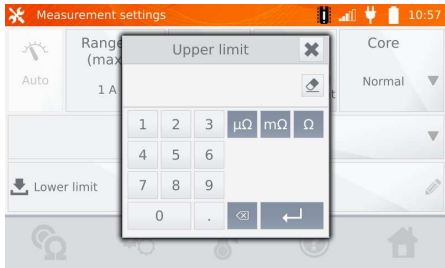 Measurement settings 10:57
Range Upper limit Core
(max
Auto 1 A Normal
t
1 2 3 µΩ mΩ Ω
4 5 6
7 8 9
Lower limit
0 .